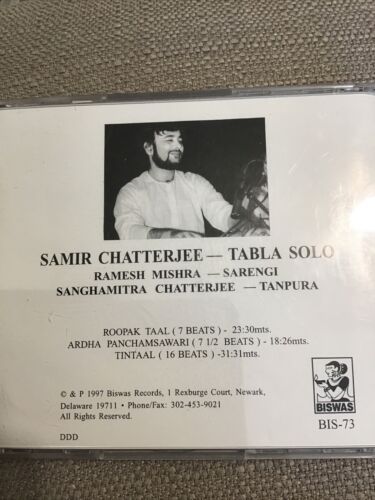 SAMIR CHATTERJEE — TABLA SOLO
RAMESH MISHRA — SARENGI
SANGHAMITRA CHATTERJEE — TANPURA
ROOPAK TAAL ( 7 BEATS ) - 23:30mts.
ARDHA PANCHAMSAWARI ( 7 1/2 BEATS ) - 18:26mts.
TINTAAL ( 16 BEATS ) -31:31mts.
© & P 1997 Biswas Records, 1 Rexburge Court, Newark,
Delaware 19711 • Phone/Fax: 302-453-9021
All Rights Reserved.
DDD
BISWAS
BIS-73